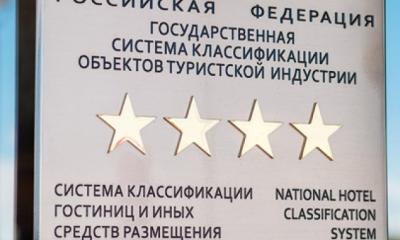 РОССИЙСКАЯ ФЕДЕРАЦИЯ
ГОСУДАРСТВЕННАЯ
СИСТЕМА КЛАССИФИКАЦИИ
ОБЪЕКТОВ ТУРИСТСКОЙ ИНДУСТРИИ
СИСТЕМА КЛАССИФИКАЦИИ NATIONAL HOTEL
ГОСТИНИЦ И ИНЫХ CLASSIFICATION
СРЕДСТВ РАЗМЕЩЕНИЯ SYSTEM